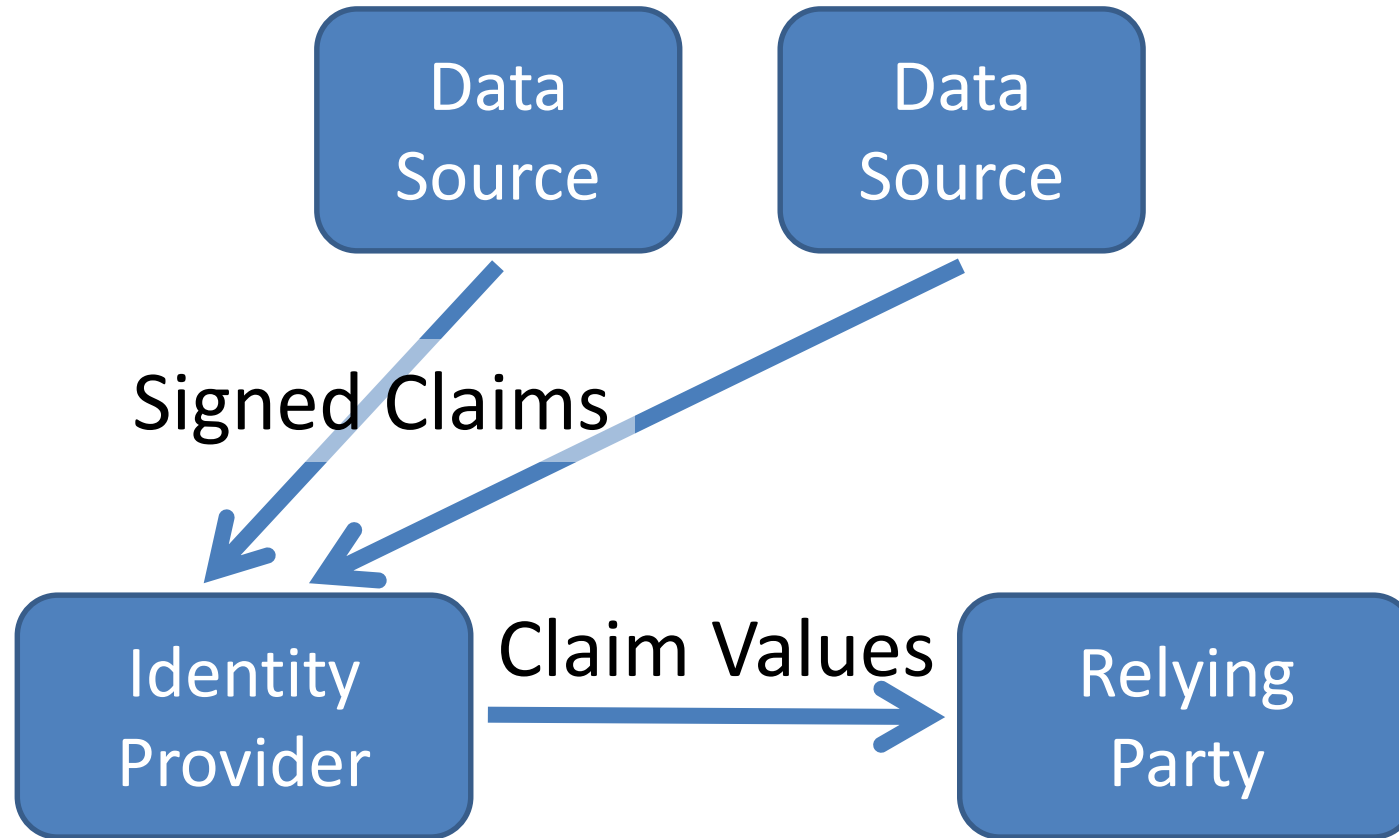 Data
Source
Data
Source
Signed Claims
Claim Values
Identity
Provider
Relying
Party